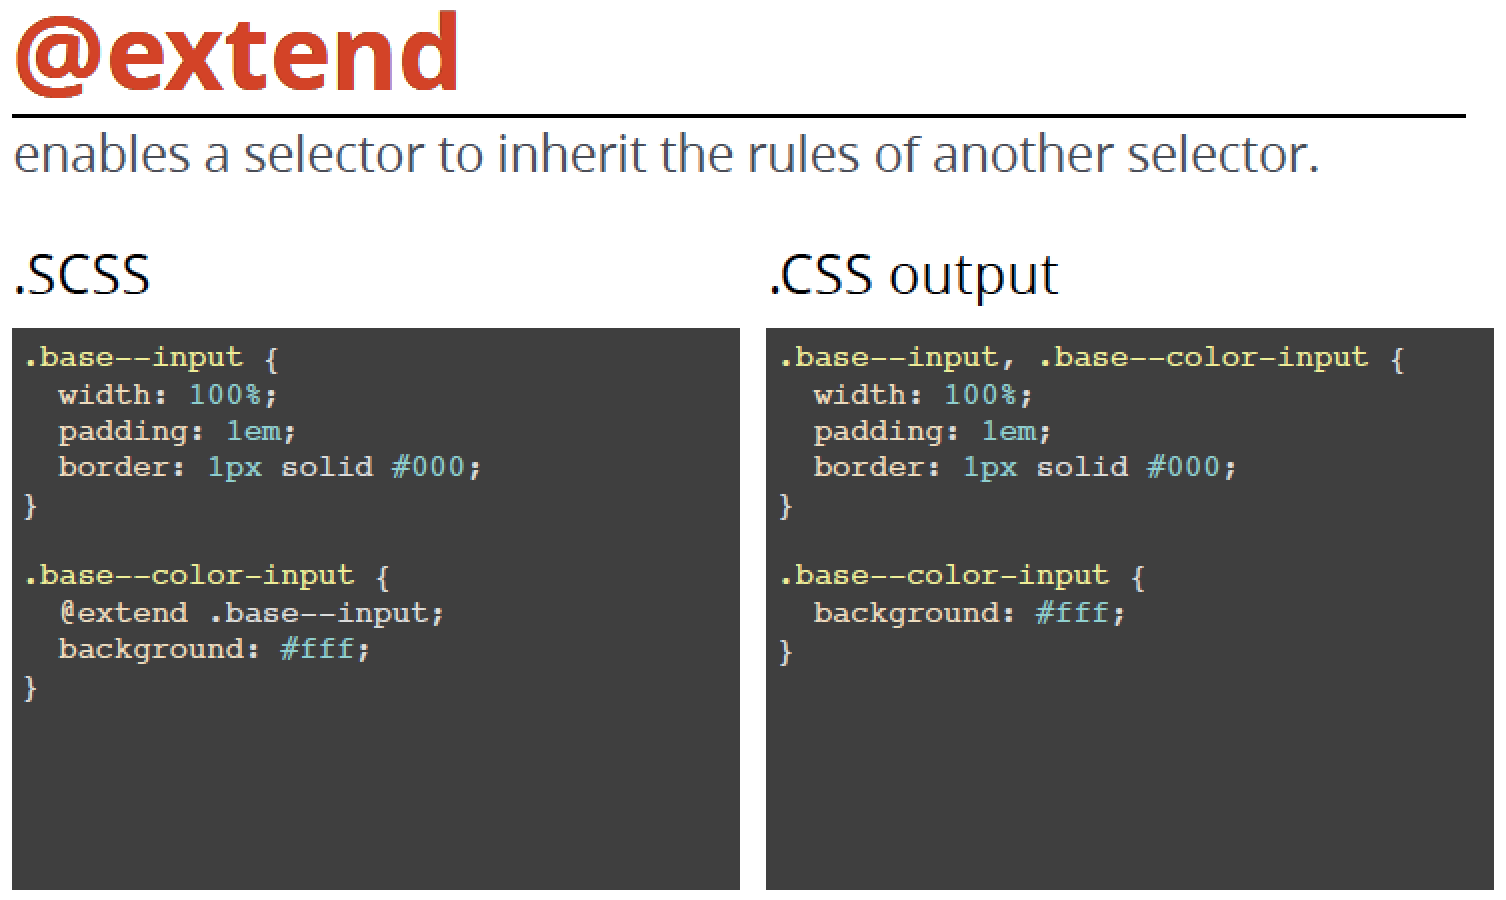 @extend
enables a selector to inherit the rules of another selector.
.SCSS
.base--input {
  width: 100%;
  padding: 1em;
  border: 1px solid #000;
}

.base--color-input {
  @extend .base--input;
  background: #fff;
}
.CSS output
.base--input, .base--color-input {
  width: 100%;
  padding: 1em;
  border: 1px solid #000;
}

.base--color-input {
  background: #fff;
}